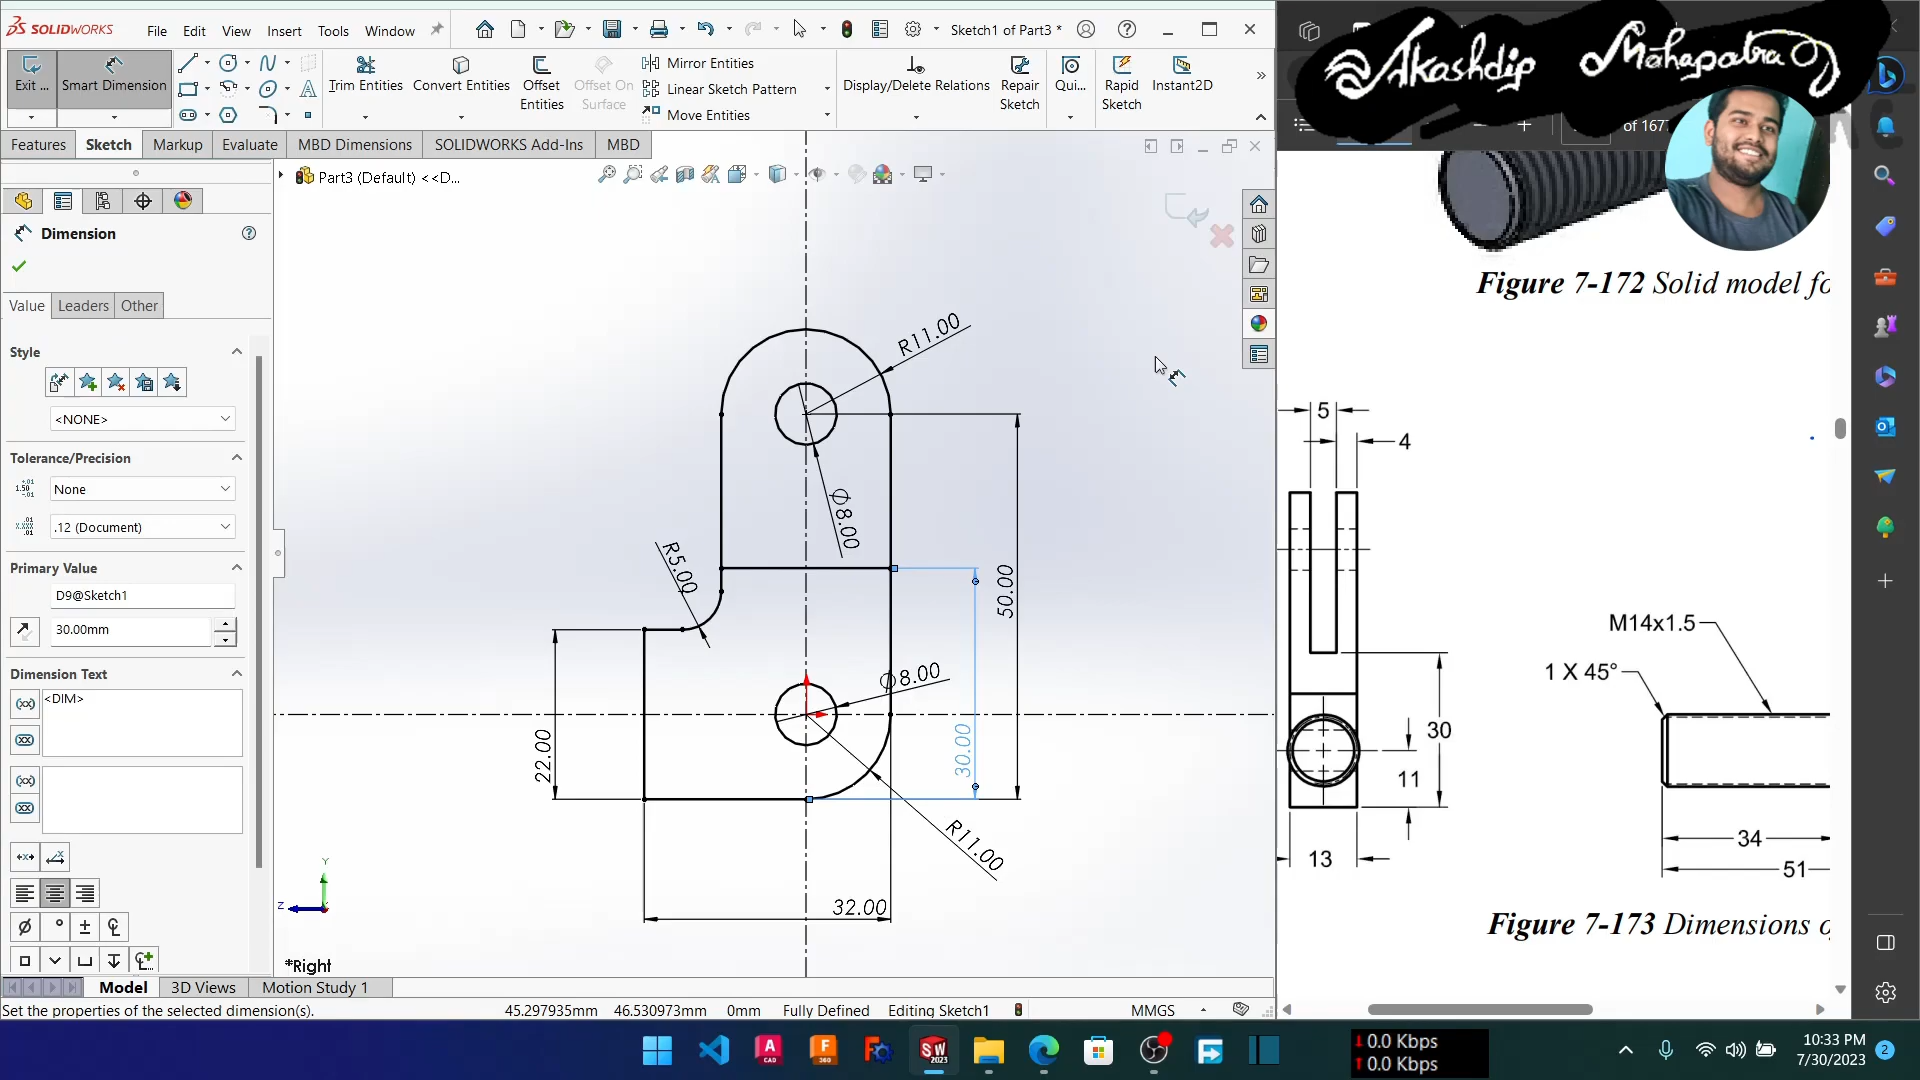 SOLIDWORKS File Edit View Insert Tools Window Sketch1 of Part3 *
Exit ... Smart Dimension Trim Entities Convert Entities Offset Entities Offset On Surface Mirror Entities Display/Delete Relations Repair Sketch Qui... Rapid Sketch Instant2D
Linear Sketch Pattern
Move Entities
Features Sketch Markup Evaluate MBD Dimensions SOLIDWORKS Add-Ins MBD
Part3 (Default) <<D...
Dimension
Value Leaders Other
Style
<NONE>
Tolerance/Precision
None
.12 (Document)
Primary Value
D9@Sketch1
30.00mm
Dimension Text
<DIM>
R11.00
Ø8.00
R5.00
50.00
Ø8.00
22.00
30.00
R11.00
32.00
Y
Z
*Right
Model 3D Views Motion Study 1
Set the properties of the selected dimension(s). 45.297935mm 46.530973mm 0mm Fully Defined Editing Sketch1 MMGS
Akashdip Mahapatra
of 1677
Figure 7-172 Solid model fo
5
4
M14x1.5
1 X 45°
30
11
13
34
51
Figure 7-173 Dimensions o
0.0 Kbps
0.0 Kbps
10:33 PM
7/30/2023
2